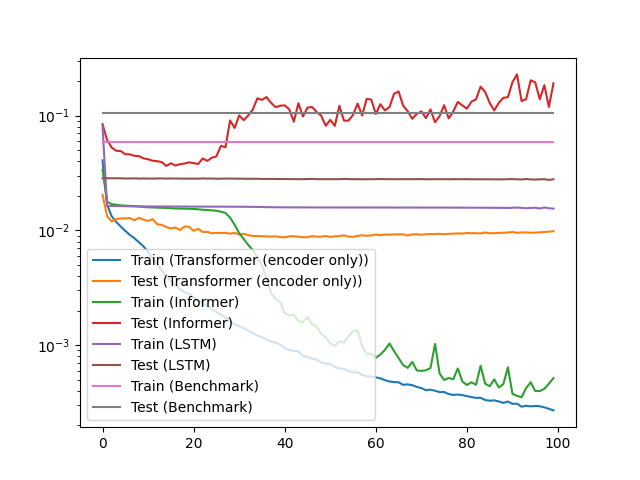 10⁻¹
10⁻²
10⁻³
Train (Transformer (encoder only))
Test (Transformer (encoder only))
Train (Informer)
Test (Informer)
Train (LSTM)
Test (LSTM)
Train (Benchmark)
Test (Benchmark)
0 20 40 60 80 100